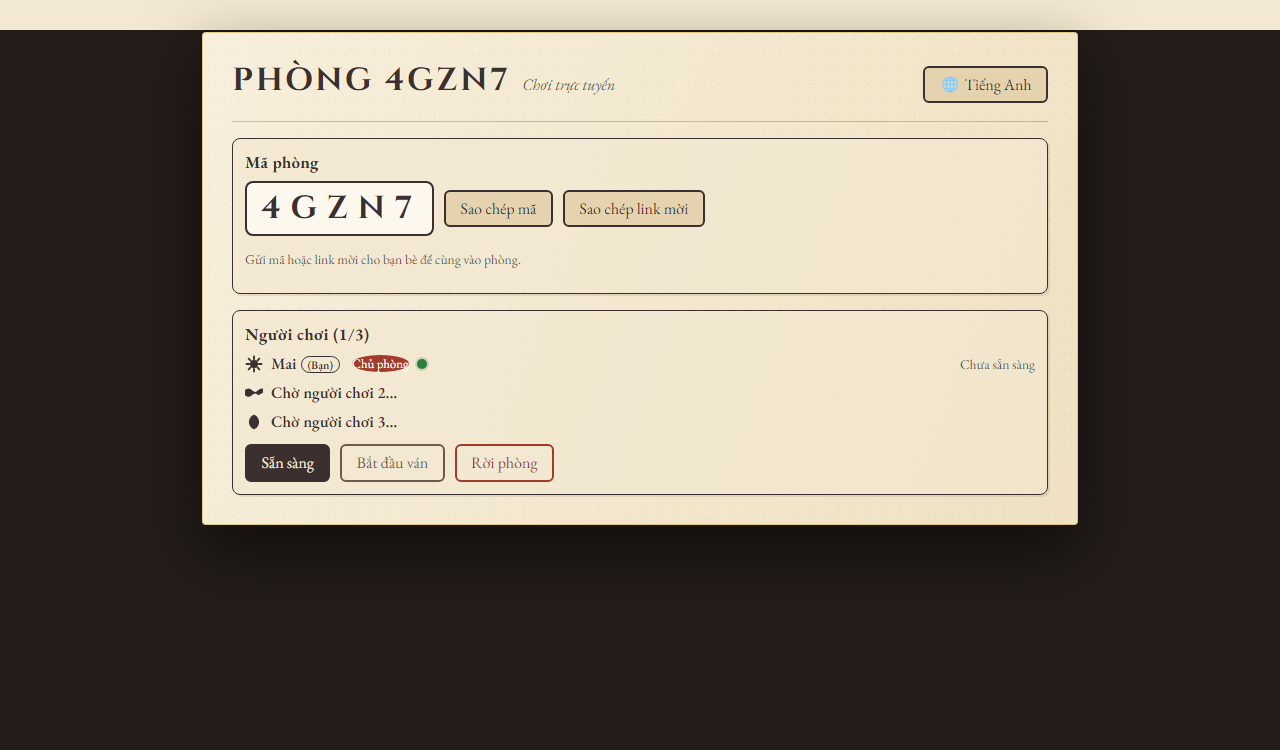 PHÒNG 4GZN7 Chơi trực tuyến
🌐 Tiếng Anh
Mã phòng
4GZN7 Sao chép mã Sao chép link mời
Gửi mã hoặc link mời cho bạn bè để cùng vào phòng.
Người chơi (1/3)
Mai (Bạn) Chủ phòng Chưa sẵn sàng
Chờ người chơi 2...
Chờ người chơi 3...
Sẵn sàng Bắt đầu ván Rời phòng